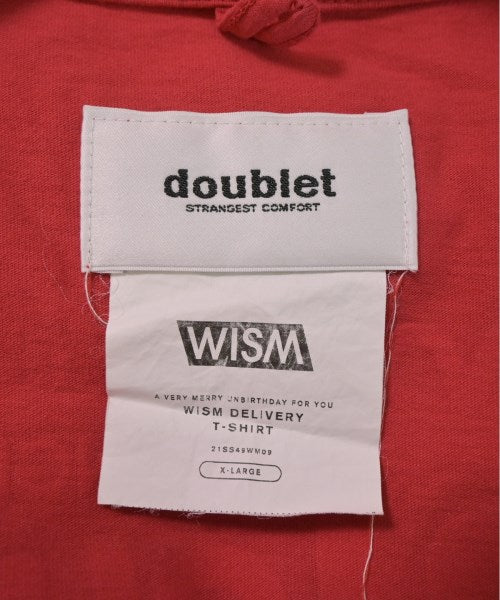 doublet
STRANGEST COMFORT
WISM
A VERY MERRY UNBIRTHDAY FOR YOU
WISM DELIVERY
T-SHIRT
21SS49WM09
X-LARGE